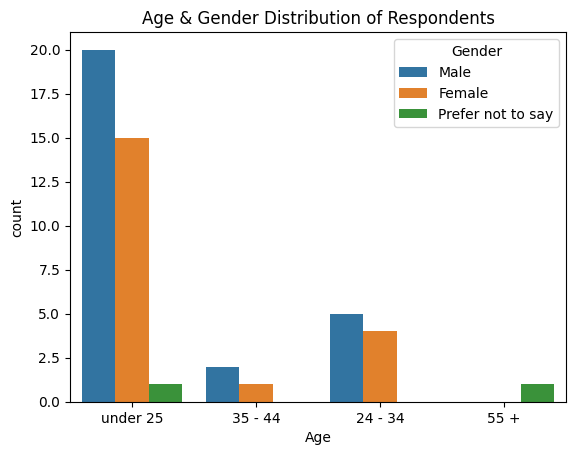 Age & Gender Distribution of Respondents
Gender
Male
Female
Prefer not to say
count
20.0
17.5
15.0
12.5
10.0
7.5
5.0
2.5
0.0
under 25
35 - 44
24 - 34
55 +
Age